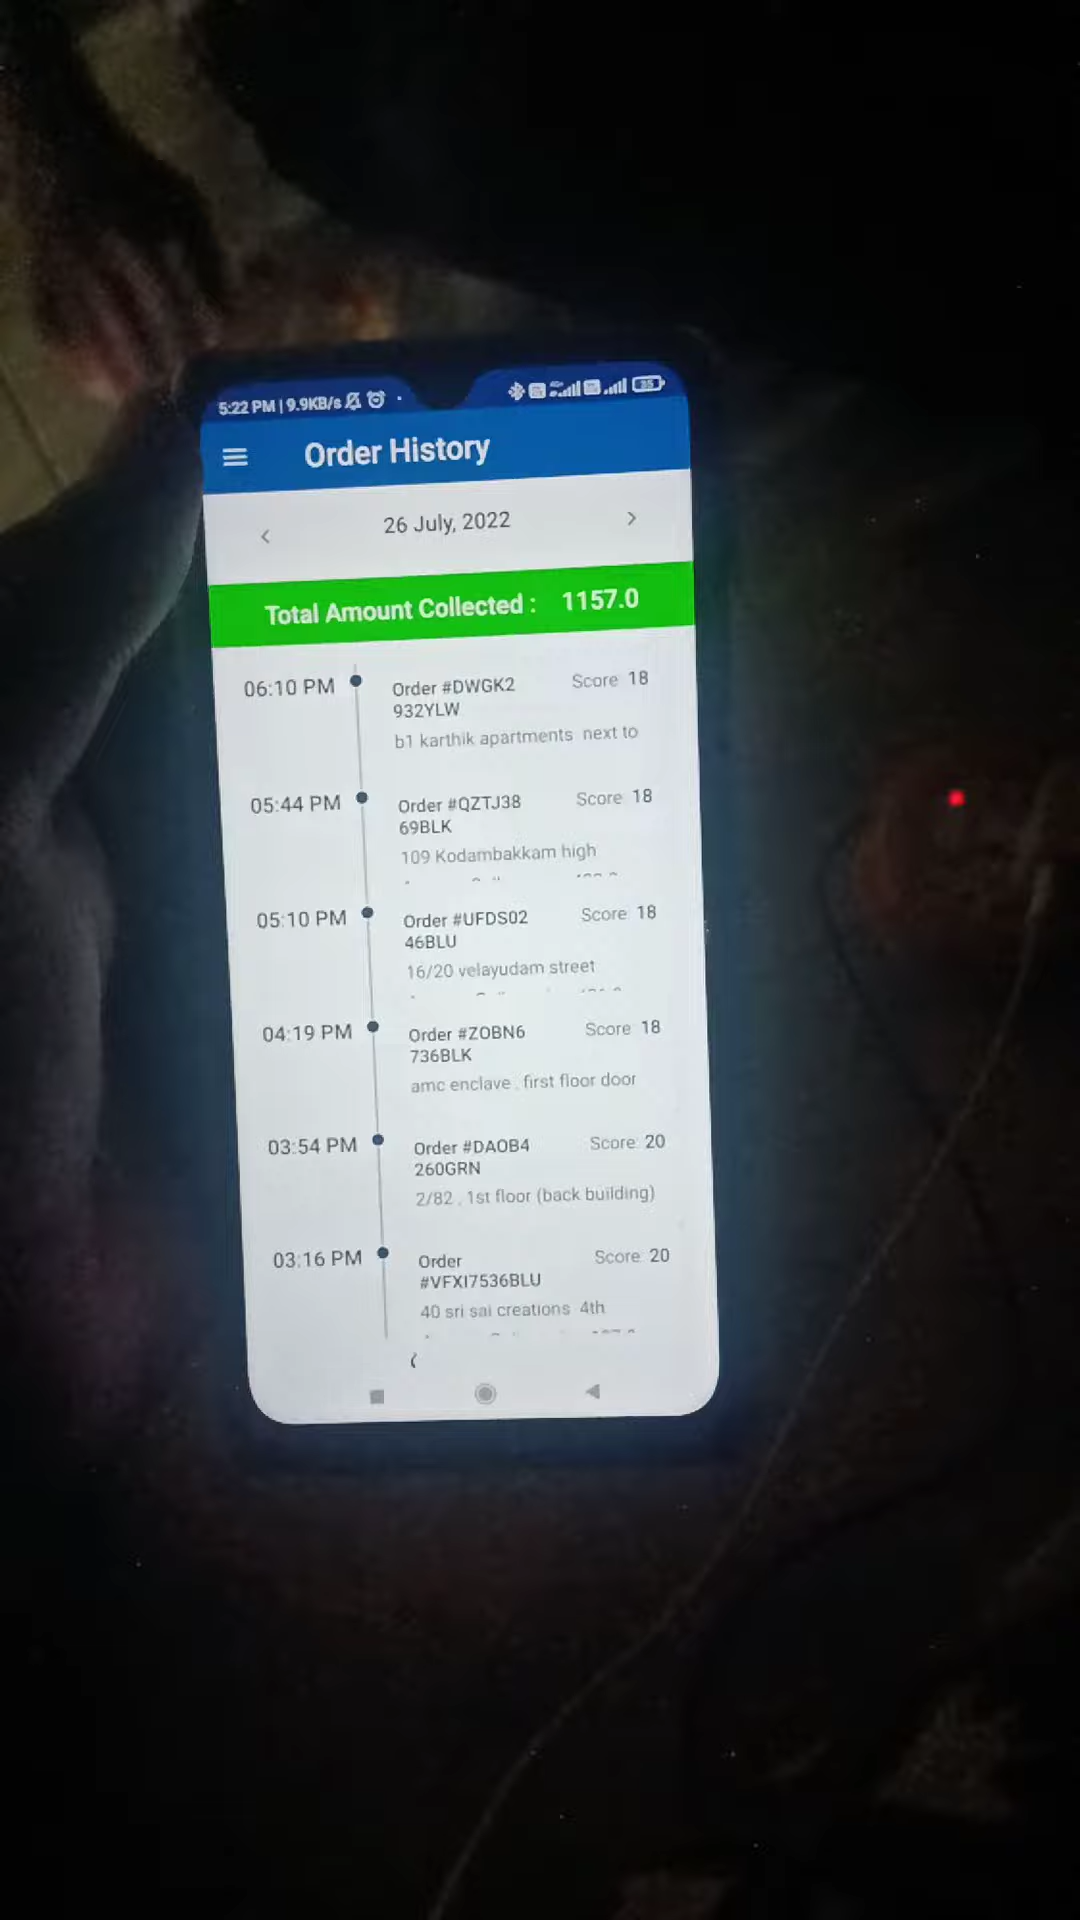 5:22 PM | 9.9KB/s
35
Order History
26 July, 2022
Total Amount Collected : 1157.0
06:10 PM
Order #DWGK2
932YLW
Score 18
b1 karthik apartments next to
05:44 PM
Order #QZTJ38
69BLK
Score 18
109 Kodambakkam high
05:10 PM
Order #UFDS02
46BLU
Score 18
16/20 velayudam street
04:19 PM
Order #ZOBN6
736BLK
Score 18
amc enclave , first floor door
03:54 PM
Order #DAOB4
260GRN
Score 20
2/82 , 1st floor (back building)
03:16 PM
Order
#VFXI7536BLU
Score 20
40 sri sai creations 4th